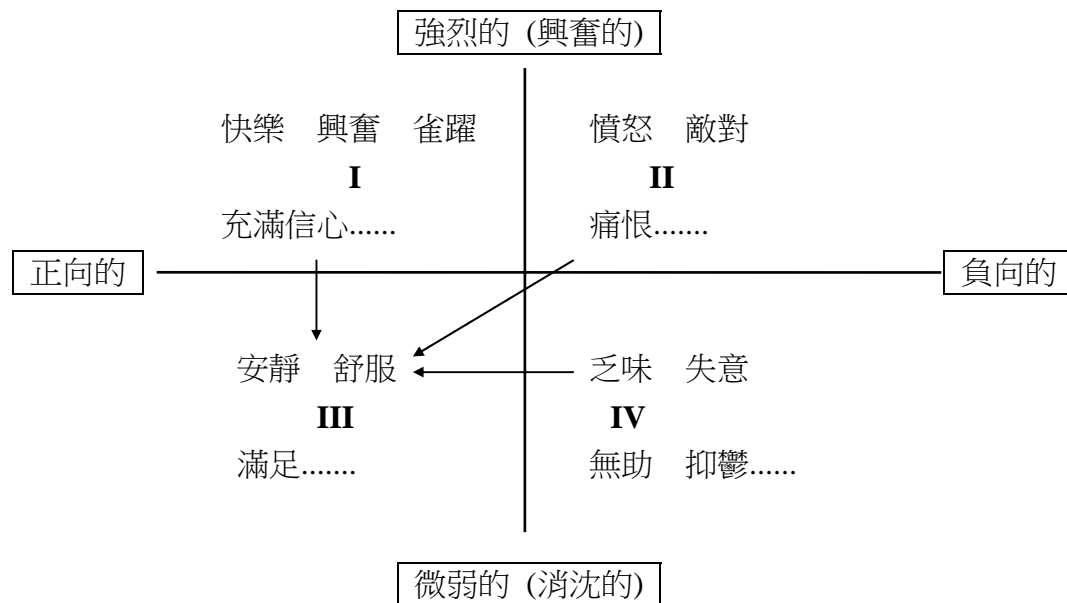 強烈的 (興奮的)
快樂 興奮 雀躍 憤怒 敵對
I II
充滿信心...... 痛恨.......
正向的 負向的
安靜 舒服 乏味 失意
III IV
滿足....... 無助 抑鬱......
微弱的 (消沈的)